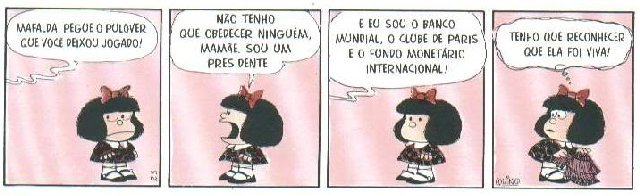 MAFALDA PEGUE O PULOVER
QUE VOCÊ DEIXOU JOGADO!
NÃO TENHO
QUE OBEDECER NINGUÉM,
MAMÃE, SOU UM
PRESIDENTE
E EU SOU O BANCO
MUNDIAL, O CLUBE DE PARIS
E O FUNDO MONETÁRIO
INTERNACIONAL!
TENHO QUE RECONHECER
QUE ELA FOI VIVA!